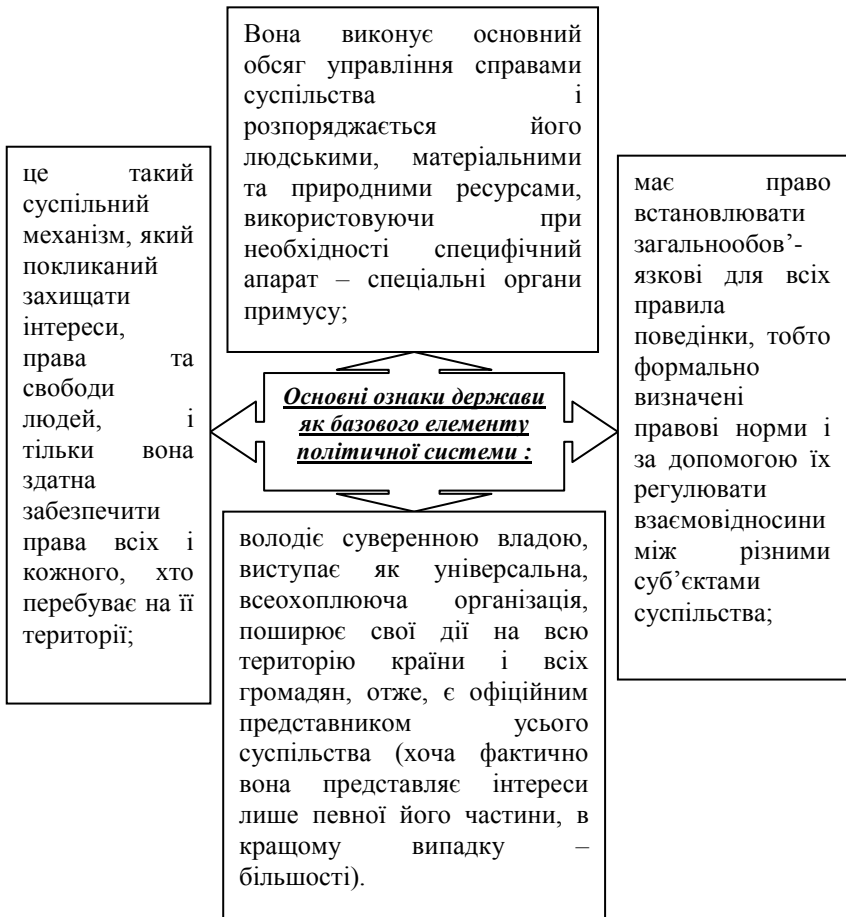 Вона виконує основний
обсяг управління справами
суспільства і
розпоряджається його
людськими, матеріальними
та природними ресурсами,
використовуючи при
необхідності специфічний
апарат – спеціальні органи
примусу;
це такий
суспільний
механізм, який
покликаний
захищати
інтереси,
права та
свободи
людей, і
тільки вона
здатна
забезпечити
права всіх і
кожного, хто
перебуває на її
території;
Основні ознаки держави
як базового елементу
політичної системи :
має право
встановлювати
загальнообов’-
язкові для всіх
правила
поведінки, тобто
формально
визначені
правові норми і
за допомогою їх
регулювати
взаємовідносини
між різними
суб’єктами
суспільства;
володіє суверенною владою,
виступає як універсальна,
всеохоплююча організація,
поширює свої дії на всю
територію країни і всіх
громадян, отже, є офіційним
представником усього
суспільства (хоча фактично
вона представляє інтереси
лише певної його частини, в
кращому випадку –
більшості).